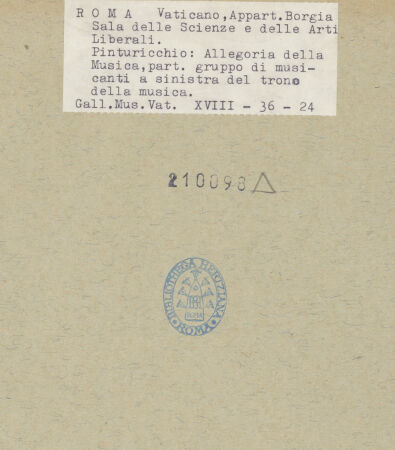 ROMA Vaticano,Appart.Borgia
Sala delle Scienze e delle Arti
Liberali.
Pinturicchio: Allegoria della
Musica,part. gruppo di musi-
canti a sinistra del trono
della musica.
Gall.Mus.Vat. XVIII - 36 - 24
210098
BIBLIOTHECA HERTZIANA
ROMA